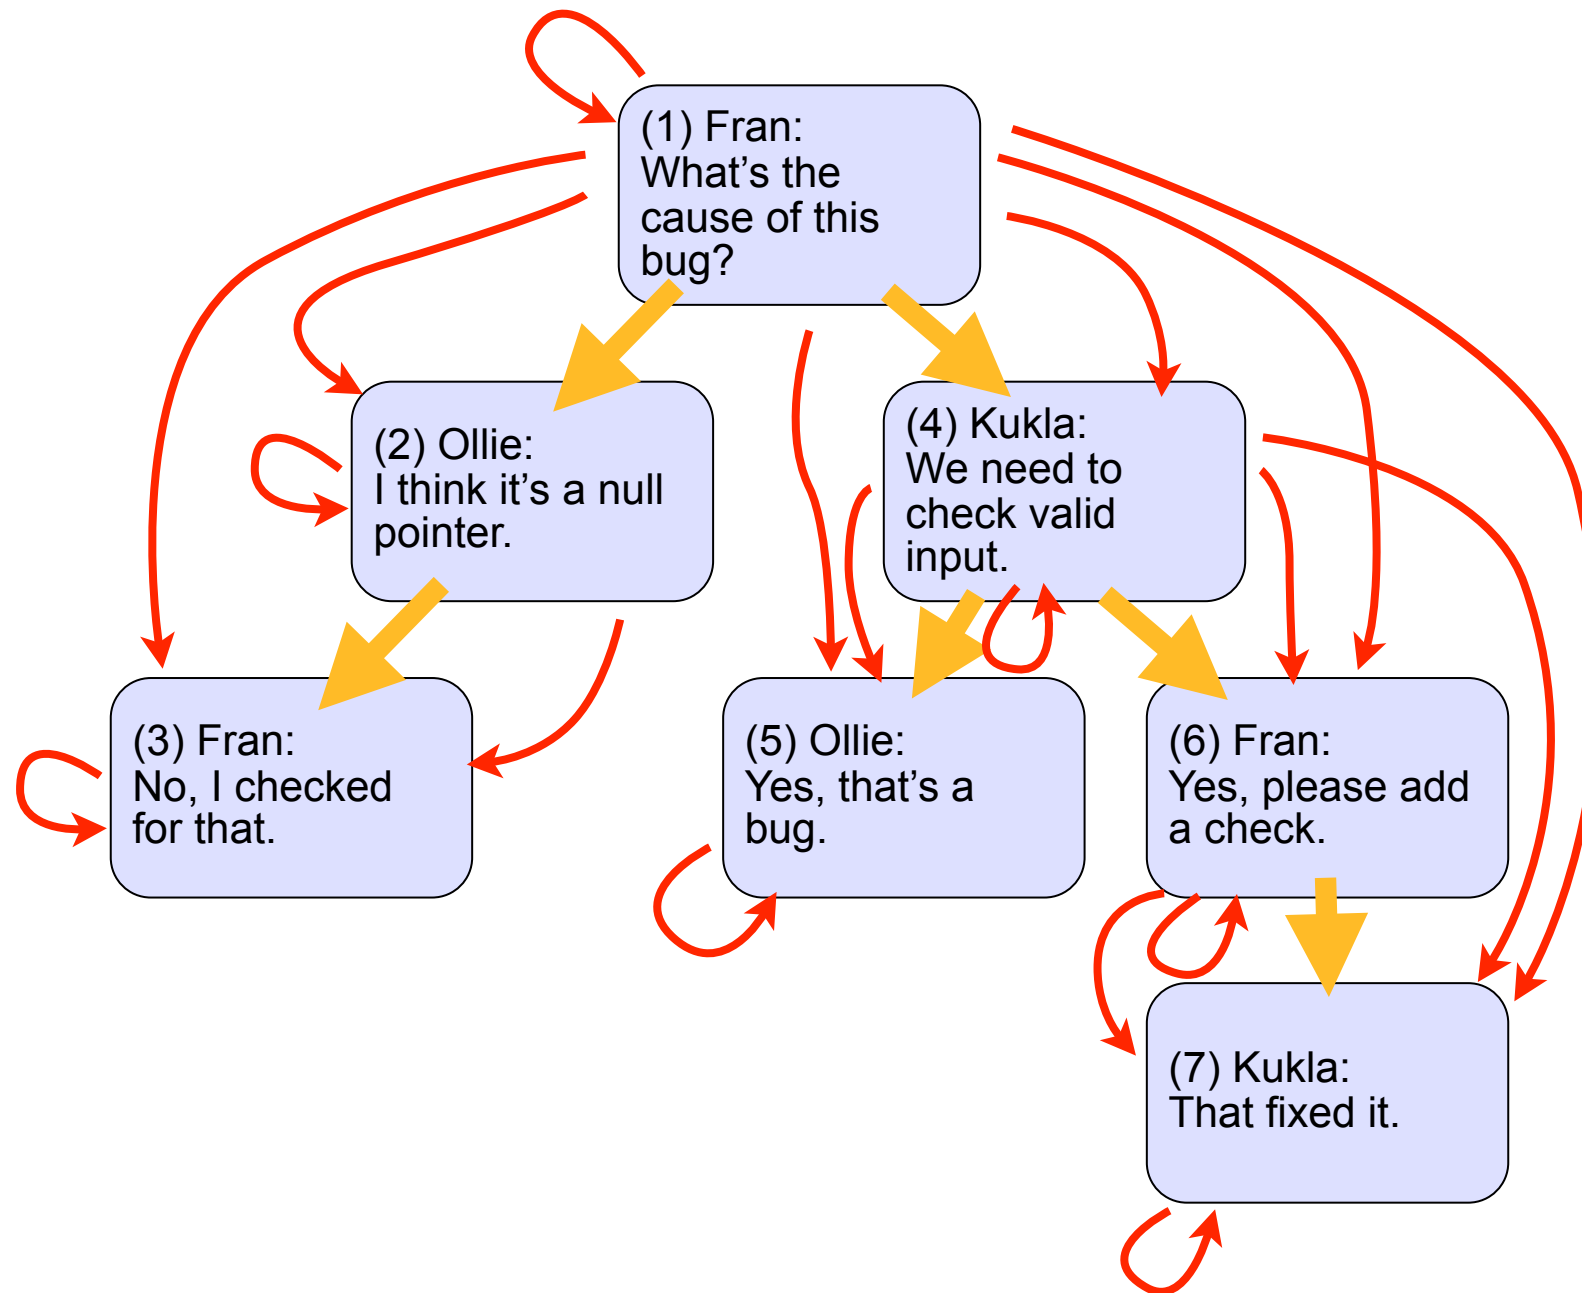 (1) Fran:
What’s the
cause of this
bug?
(2) Ollie:
I think it’s a null
pointer.
(4) Kukla:
We need to
check valid
input.
(3) Fran:
No, I checked
for that.
(5) Ollie:
Yes, that’s a
bug.
(6) Fran:
Yes, please add
a check.
(7) Kukla:
That fixed it.